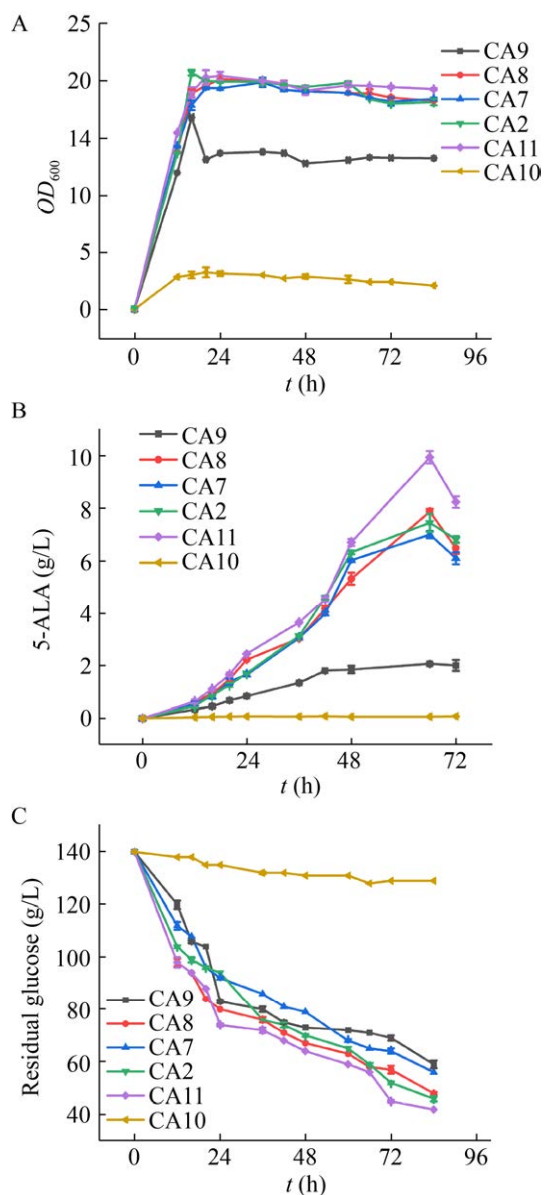 A
25
20
14
10
5
0
OD600
0
24
48
72
96
t (h)
CA9
CA8
CA7
CA2
CA11
CA10
B
10
8
6
4
2
0
5-ALA (g/L)
0
24
48
72
t (h)
CA9
CA8
CA7
CA2
CA11
CA10
C
140
120
100
80
60
40
Residual glucose (g/L)
0
24
48
72
96
t (h)
CA9
CA8
CA7
CA2
CA11
CA10